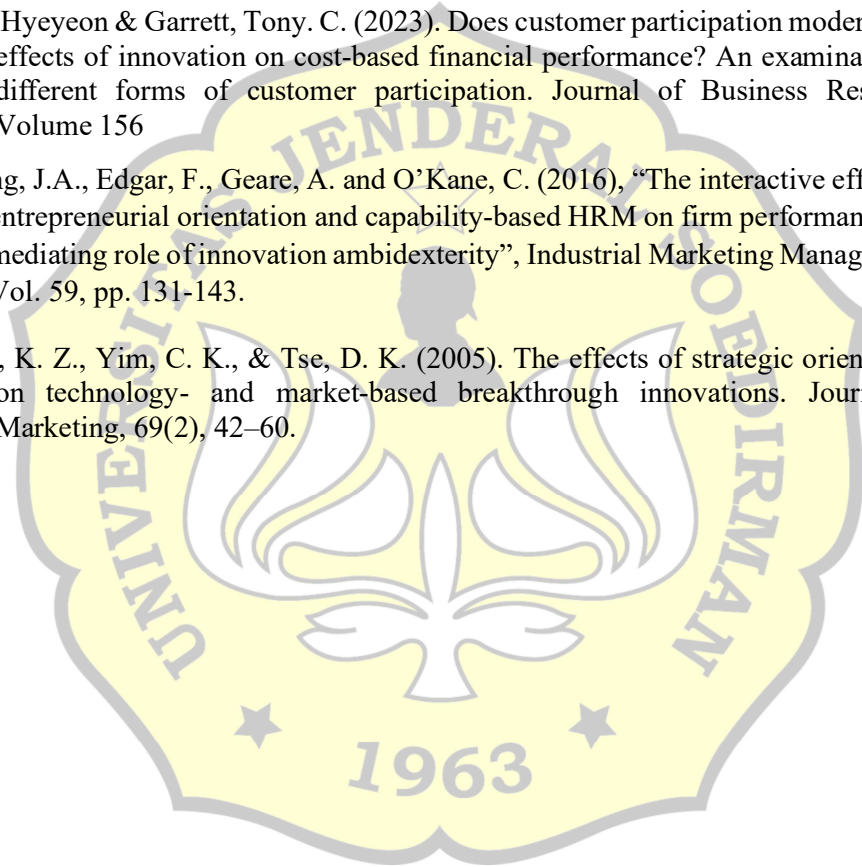 Hyeyeon & Garrett, Tony. C. (2023). Does customer participation moder
effects of innovation on cost-based financial performance? An examina
different forms of customer participation. Journal of Business Res
Volume 156
ng, J.A., Edgar, F., Geare, A. and O’Kane, C. (2016), “The interactive eff
entrepreneurial orientation and capability-based HRM on firm performan
mediating role of innovation ambidexterity”, Industrial Marketing Manag
Vol. 59, pp. 131-143.
, K. Z., Yim, C. K., & Tse, D. K. (2005). The effects of strategic orien
on technology- and market-based breakthrough innovations. Jour
Marketing, 69(2), 42–60.
UNIVERSITAS JENDERAL SOEDIRMAN
1963